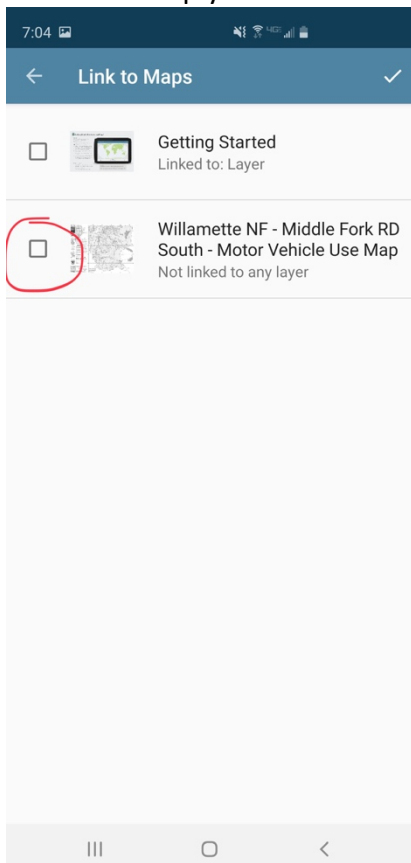 7:04
Link to Maps
Getting Started
Linked to: Layer
Willamette NF - Middle Fork RD
South - Motor Vehicle Use Map
Not linked to any layer